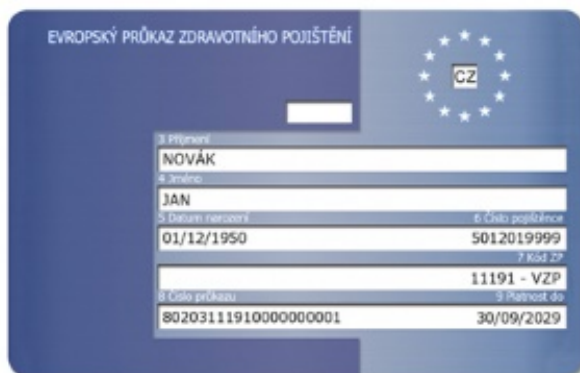 EVROPSKÝ PRŮKAZ ZDRAVOTNÍHO POJIŠTĚNÍ
CZ
3 Příjmení
NOVÁK
4 Jméno
JAN
5 Datum narození 6 Číslo pojištěnce
01/12/1950 5012019999
7 Kód ZP
11191 - VZP
8 Číslo průkazu 9 Platnost do
80203111910000000001 30/09/2029